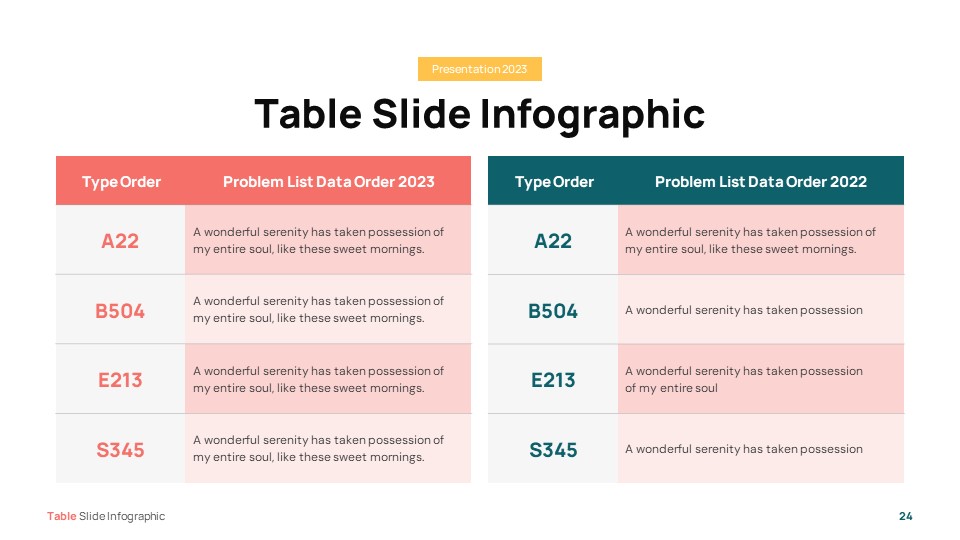 Presentation 2023
Table Slide Infographic
Type Order
Problem List Data Order 2023
A22
A wonderful serenity has taken possession of
my entire soul, like these sweet mornings.
B504
A wonderful serenity has taken possession of
my entire soul, like these sweet mornings.
E213
A wonderful serenity has taken possession of
my entire soul, like these sweet mornings.
S345
A wonderful serenity has taken possession of
my entire soul, like these sweet mornings.
Type Order
Problem List Data Order 2022
A22
A wonderful serenity has taken possession of
my entire soul, like these sweet mornings.
B504
A wonderful serenity has taken possession
E213
A wonderful serenity has taken possession
of my entire soul
S345
A wonderful serenity has taken possession
Table Slide Infographic
24